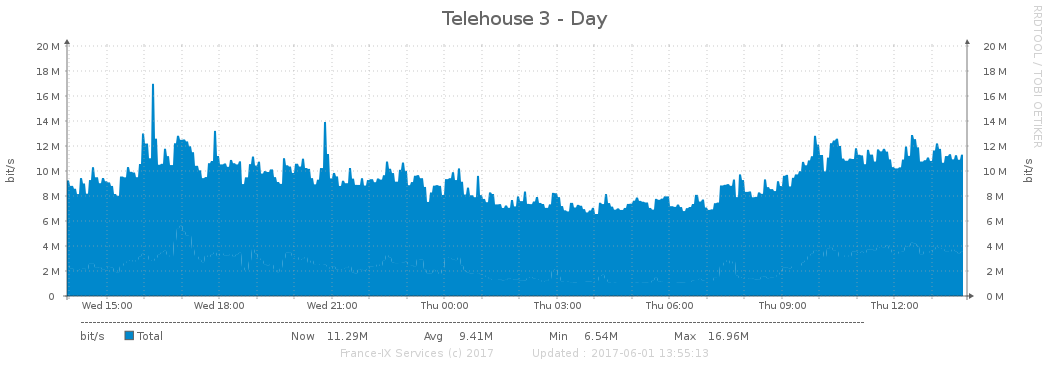 Telehouse 3 - Day
RRDTOOL / TOBI OETIKER
bit/s
20 M
18 M
16 M
14 M
12 M
10 M
8 M
6 M
4 M
2 M
0
20 M
18 M
16 M
14 M
12 M
10 M
8 M
6 M
4 M
2 M
0 M
bit/s
Wed 15:00 Wed 18:00 Wed 21:00 Thu 00:00 Thu 03:00 Thu 06:00 Thu 09:00 Thu 12:00
bit/s Total Now 11.29M Avg 9.41M Min 6.54M Max 16.96M
France-IX Services (c) 2017 Updated : 2017-06-01 13:55:13